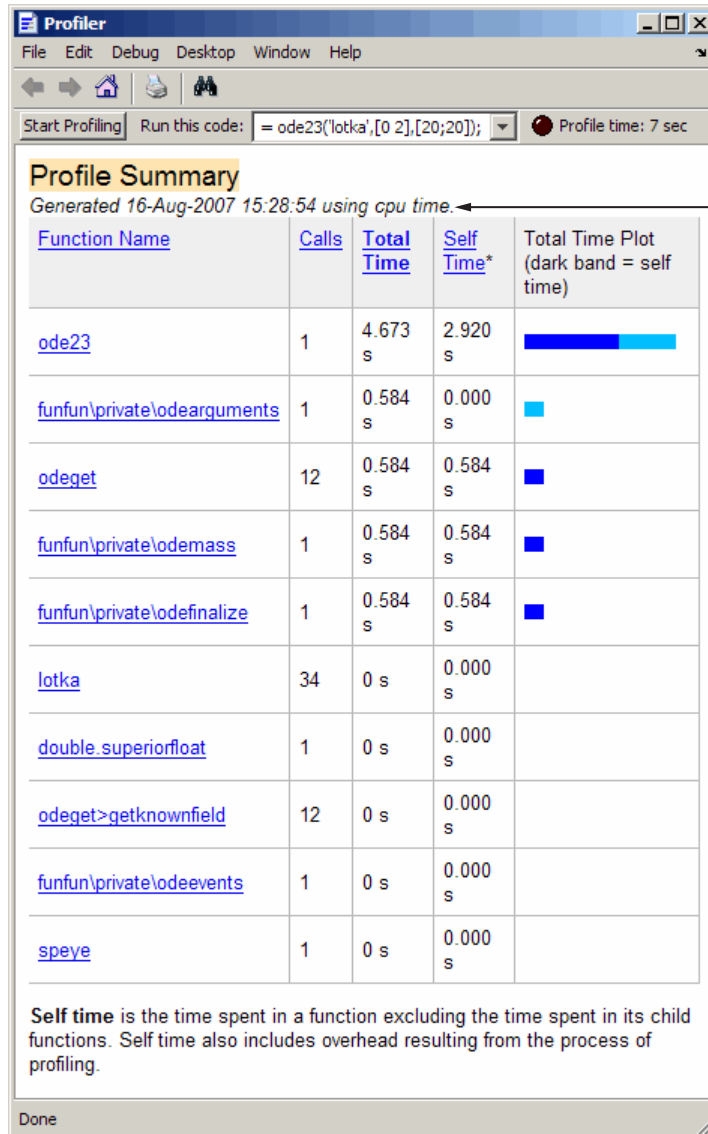 Profiler
File Edit Debug Desktop Window Help
Start Profiling Run this code: = ode23('lotka',[0 2],[20;20]); Profile time: 7 sec
Profile Summary
Generated 16-Aug-2007 15:28:54 using cpu time.
Function Name Calls Total Time Self Time* Total Time Plot (dark band = self time)
ode23 1 4.673 s 2.920 s
funfun\private\odearguments 1 0.584 s 0.000 s
odeget 12 0.584 s 0.584 s
funfun\private\odemass 1 0.584 s 0.584 s
funfun\private\odefinalize 1 0.584 s 0.584 s
lotka 34 0 s 0.000 s
double.superiorfloat 1 0 s 0.000 s
odeget>getknownfield 12 0 s 0.000 s
funfun\private\odeevents 1 0 s 0.000 s
speye 1 0 s 0.000 s
Self time is the time spent in a function excluding the time spent in its child
functions. Self time also includes overhead resulting from the process of
profiling.
Done